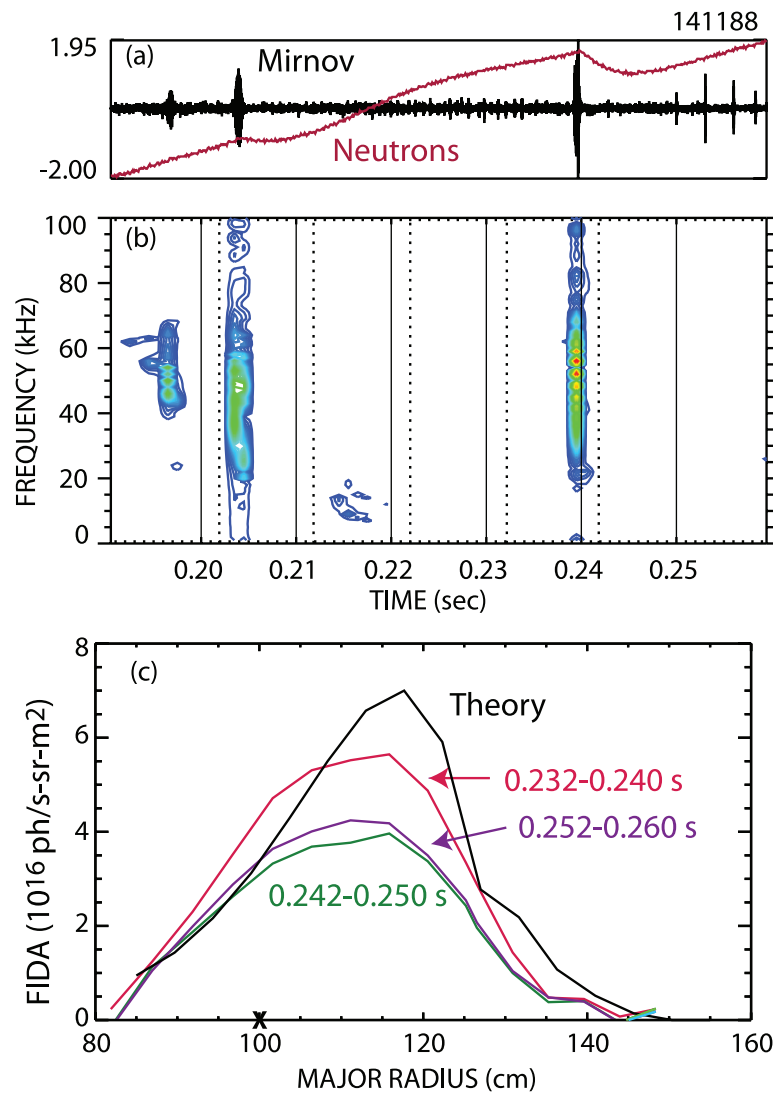 141188
1.95
(a)
Mirnov
Neutrons
-2.00
100
(b)
80
60
40
20
0
FREQUENCY (kHz)
0.20 0.21 0.22 0.23 0.24 0.25
TIME (sec)
8
(c)
Theory
6
0.232-0.240 s
0.252-0.260 s
4
0.242-0.250 s
2
0
FIDA (10¹⁶ ph/s-sr-m2)
x
80 100 120 140 160
MAJOR RADIUS (cm)